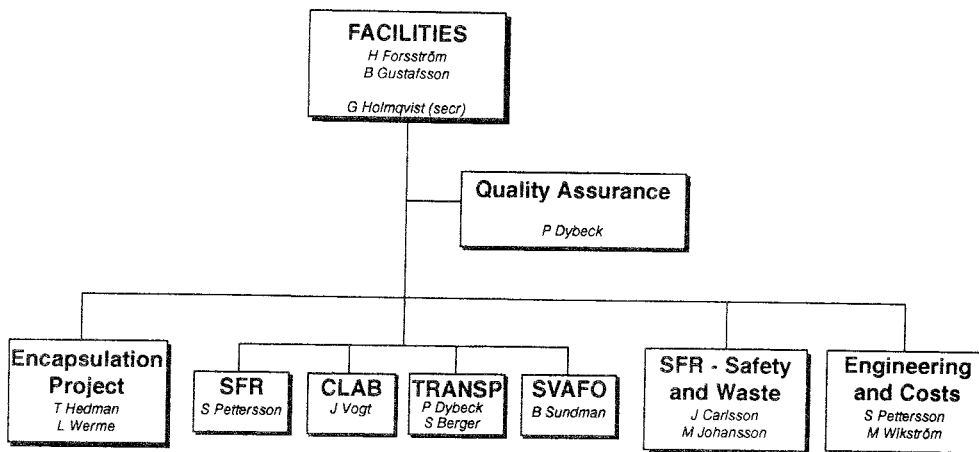 FACILITIES
H Forsström
B Gustafsson
G Holmqvist (secr)
Quality Assurance
P Dybeck
Encapsulation
Project
T Hedman
L Werme
SFR
S Pettersson
CLAB
J Vogt
TRANSP
P Dybeck
S Berger
SVAFO
B Sundman
SFR - Safety
and Waste
J Carlsson
M Johansson
Engineering
and Costs
S Pettersson
M Wikström